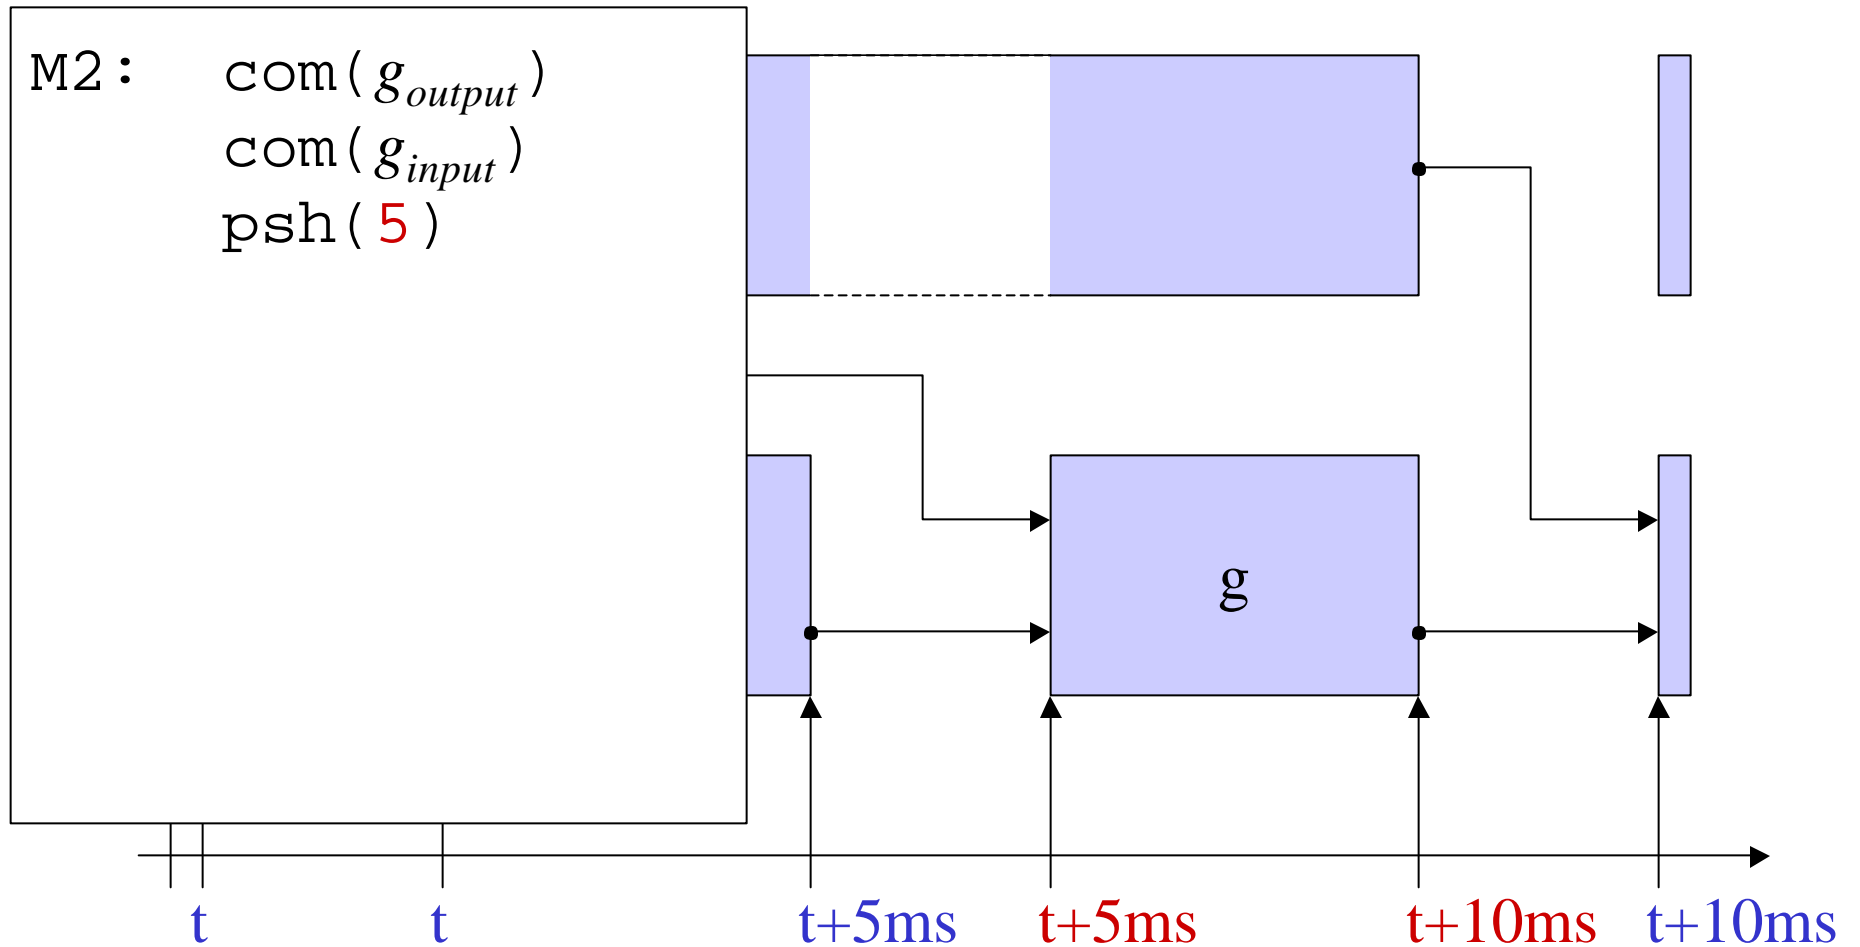 M2: com(g_output)
com(g_input)
psh(5)
g
t t t+5ms t+5ms t+10ms t+10ms